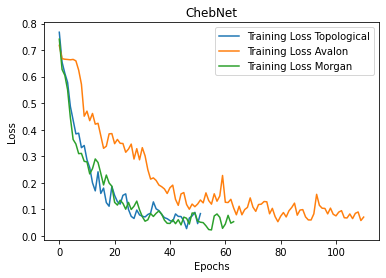 ChebNet
Training Loss Topological
Training Loss Avalon
Training Loss Morgan
0.8
0.7
0.6
0.5
0.4
0.3
0.2
0.1
0.0
Loss
0 20 40 60 80 100
Epochs